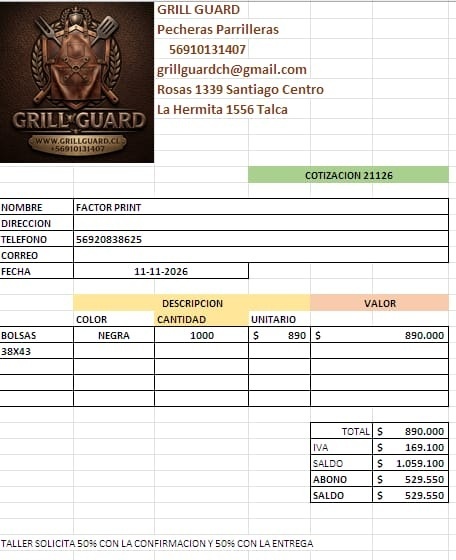 GRILL GUARD
Pecheras Parrilleras
56910131407
grillguardch@gmail.com
Rosas 1339 Santiago Centro
La Hermita 1556 Talca
GRILL GUARD
WWW.GRILLGUARD.CL
+56910131407
COTIZACION 21126
NOMBRE FACTOR PRINT
DIRECCION
TELEFONO 56920838625
CORREO
FECHA 11-11-2026
DESCRIPCION VALOR
COLOR CANTIDAD UNITARIO
BOLSAS NEGRA 1000 $ 890 $ 890.000
38X43
TOTAL $ 890.000
IVA $ 169.100
SALDO $ 1.059.100
ABONO $ 529.550
SALDO $ 529.550
TALLER SOLICITA 50% CON LA CONFIRMACION Y 50% CON LA ENTREGA